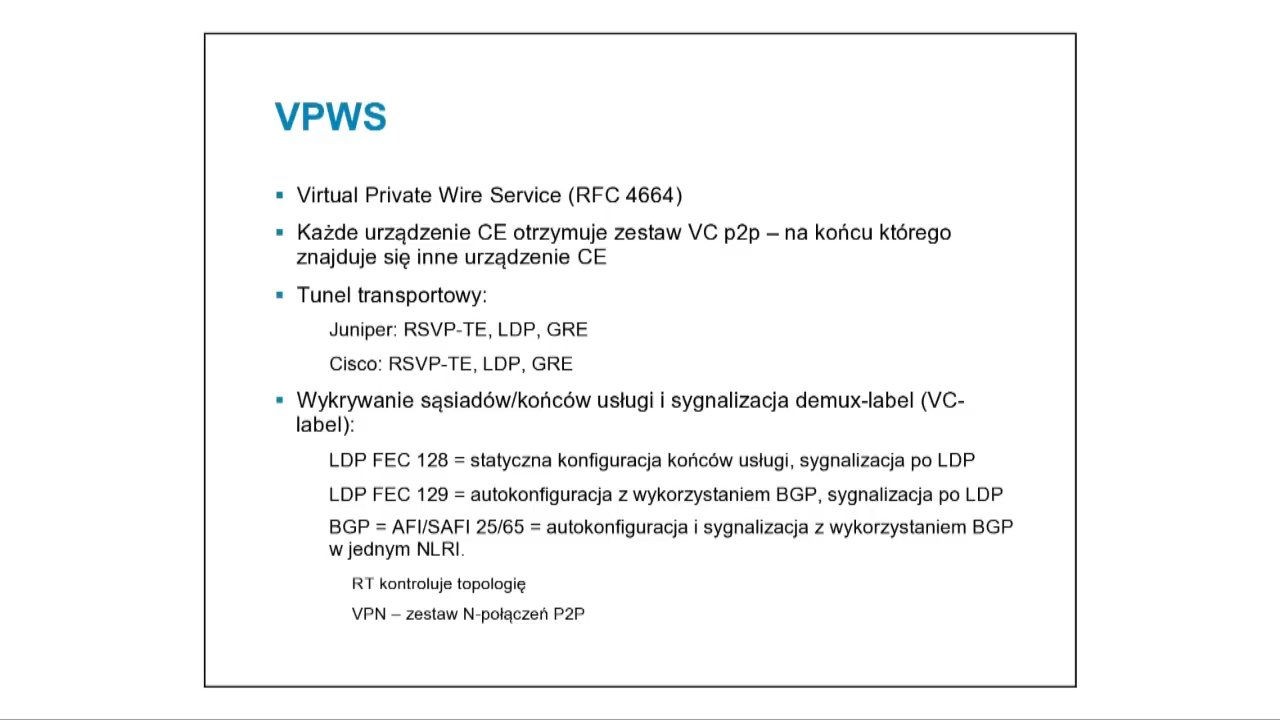 VPWS
▪ Virtual Private Wire Service (RFC 4664)
▪ Każde urządzenie CE otrzymuje zestaw VC p2p – na końcu którego
znajduje się inne urządzenie CE
▪ Tunel transportowy:
Juniper: RSVP-TE, LDP, GRE
Cisco: RSVP-TE, LDP, GRE
▪ Wykrywanie sąsiadów/końców usługi i sygnalizacja demux-label (VC-
label):
LDP FEC 128 = statyczna konfiguracja końców usługi, sygnalizacja po LDP
LDP FEC 129 = autokonfiguracja z wykorzystaniem BGP, sygnalizacja po LDP
BGP = AFI/SAFI 25/65 = autokonfiguracja i sygnalizacja z wykorzystaniem BGP
w jednym NLRI.
RT kontroluje topologię
VPN – zestaw N-połączeń P2P